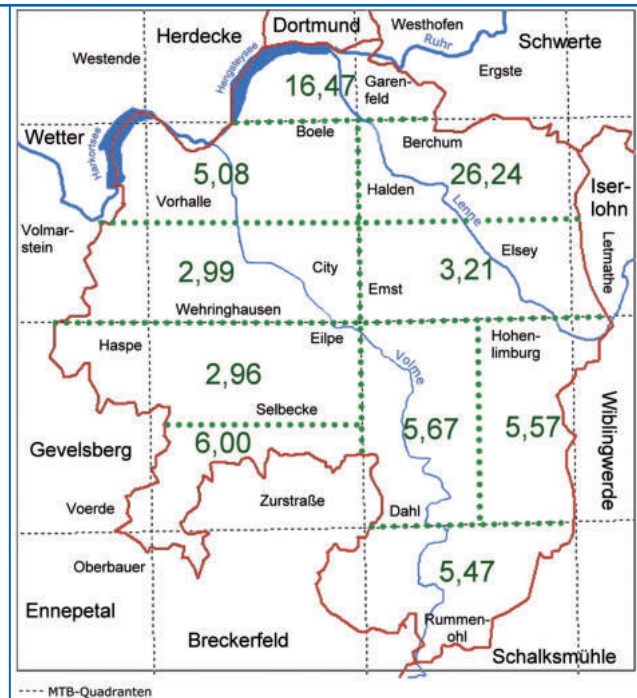 Dortmund
Herdecke
Westhofen
Ruhr
Schwerte
Westende
Hengsteysee
16,47
Garen-
feld
Ergste
Wetter
Harkortsee
Boele
Berchum
5,08
26,24
Iser-
lohn
Vorhalle
Halden
Lenne
Volmar-
stein
Letmathe
2,99
City
Elsey
3,21
Emst
Wehringhausen
Haspe
Eilpe
Hohen-
limburg
Volme
2,96
Selbecke
5,67
5,57
Wiblingwerde
Gevelsberg
6,00
Voerde
Zurstraße
Dahl
Oberbauer
5,47
Ennepetal
Rummen-
ohl
Breckerfeld
Schalksmühle
---- MTB-Quadranten